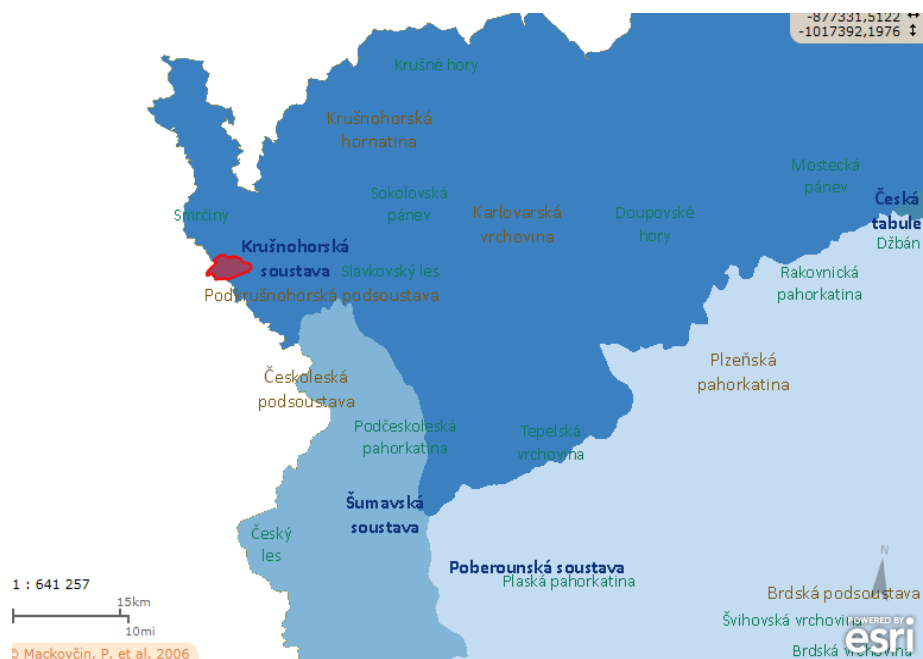 -877331,5122
-1017392,1976
Krušné hory
Krušnohorská
hornatina
Mostecká
pánev
Sokolovská
pánev
Česká
tabule
Smrčiny
Karlovarská
vrchovina
Doupovské
hory
Džbán
Krušnohorská
soustava
Slavkovský les
Rakovnická
pahorkatina
Podkrušnohorská podsoustava
Plzeňská
pahorkatina
Českoleská
podsoustava
Podčeskoleská
pahorkatina
Tepelská
vrchovina
Šumavská
soustava
Český
les
Poberounská soustava
Plaská pahorkatina
N
1 : 641 257
15km
10mi
Brdská podsoustava
Švihovská vrchovina
POWERED BY
esri
Brdská vrchovina
© Mackovčin, P. et al. 2006